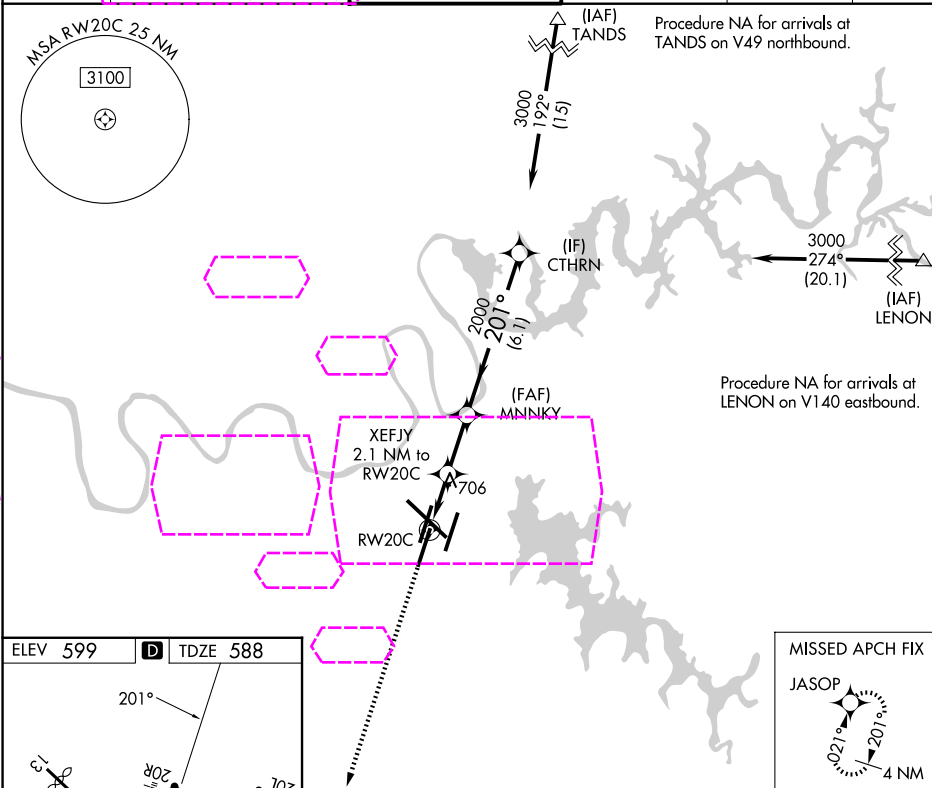 MSA RW20C 25 NM
3100
(IAF)
TANDS
Procedure NA for arrivals at
TANDS on V49 northbound.
3000
192°
(15)
(IF)
CTHRN
3000
274°
(20.1)
(IAF)
LENON
2000
201°
(6.1)
Procedure NA for arrivals at
LENON on V140 eastbound.
(FAF)
MNNKY
XEFJY
2.1 NM to
RW20C
706
RW20C
ELEV 599
D
TDZE 588
201°
13
20R
20L
MISSED APCH FIX
JASOP
021°
201°
4 NM